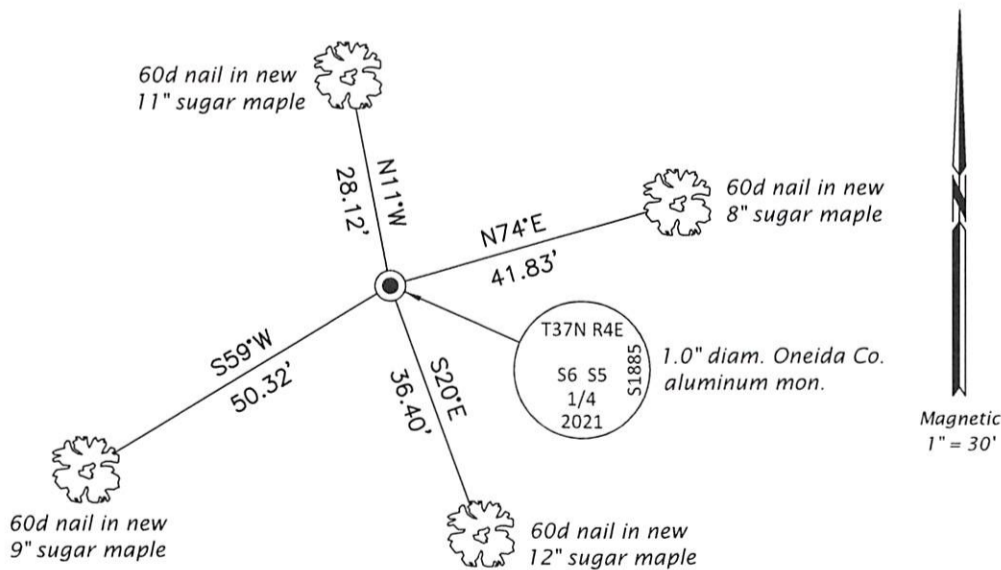 60d nail in new
11" sugar maple
N11°W
28.12'
60d nail in new
8" sugar maple
N74°E
41.83'
T37N R4E
S6 S5
1/4
2021
S1885
1.0" diam. Oneida Co.
aluminum mon.
S59°W
50.32'
S20°E
36.40'
60d nail in new
9" sugar maple
60d nail in new
12" sugar maple
N
Magnetic
1" = 30'